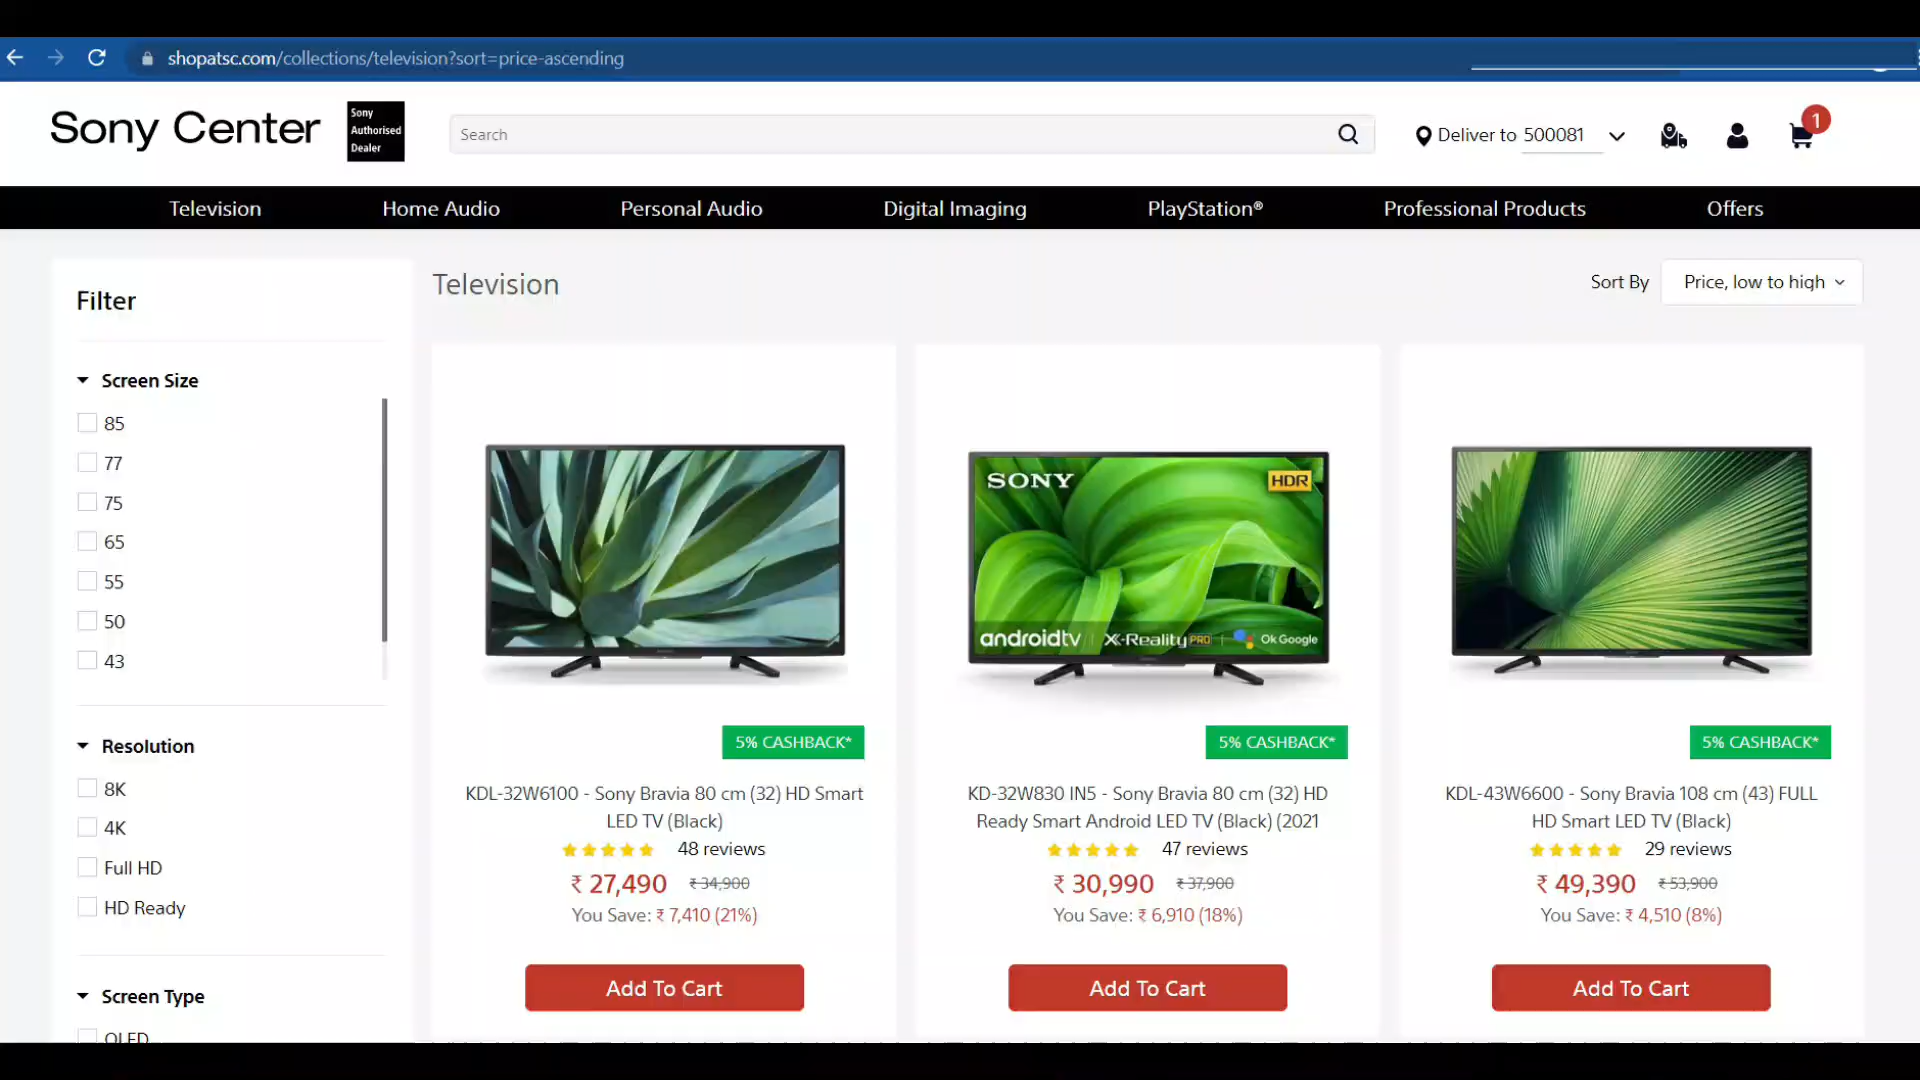 shopatsc.com/collections/television?sort=price-ascending
Sony Center
Sony
Authorised
Dealer
Search
Deliver to 500081
1
Television
Home Audio
Personal Audio
Digital Imaging
PlayStation®
Professional Products
Offers
Filter
Television
Sort By
Price, low to high
Screen Size
85
77
75
65
55
50
43
Resolution
8K
4K
Full HD
HD Ready
Screen Type
OLED
5% CASHBACK*
KDL-32W6100 - Sony Bravia 80 cm (32) HD Smart
LED TV (Black)
48 reviews
₹ 27,490 ₹ 34,900
You Save: ₹ 7,410 (21%)
Add To Cart
SONY
HDR
androidtv
X-Reality PRO
Ok Google
5% CASHBACK*
KD-32W830 IN5 - Sony Bravia 80 cm (32) HD
Ready Smart Android LED TV (Black) (2021
47 reviews
₹ 30,990 ₹ 37,900
You Save: ₹ 6,910 (18%)
Add To Cart
5% CASHBACK*
KDL-43W6600 - Sony Bravia 108 cm (43) FULL
HD Smart LED TV (Black)
29 reviews
₹ 49,390 ₹ 53,900
You Save: ₹ 4,510 (8%)
Add To Cart